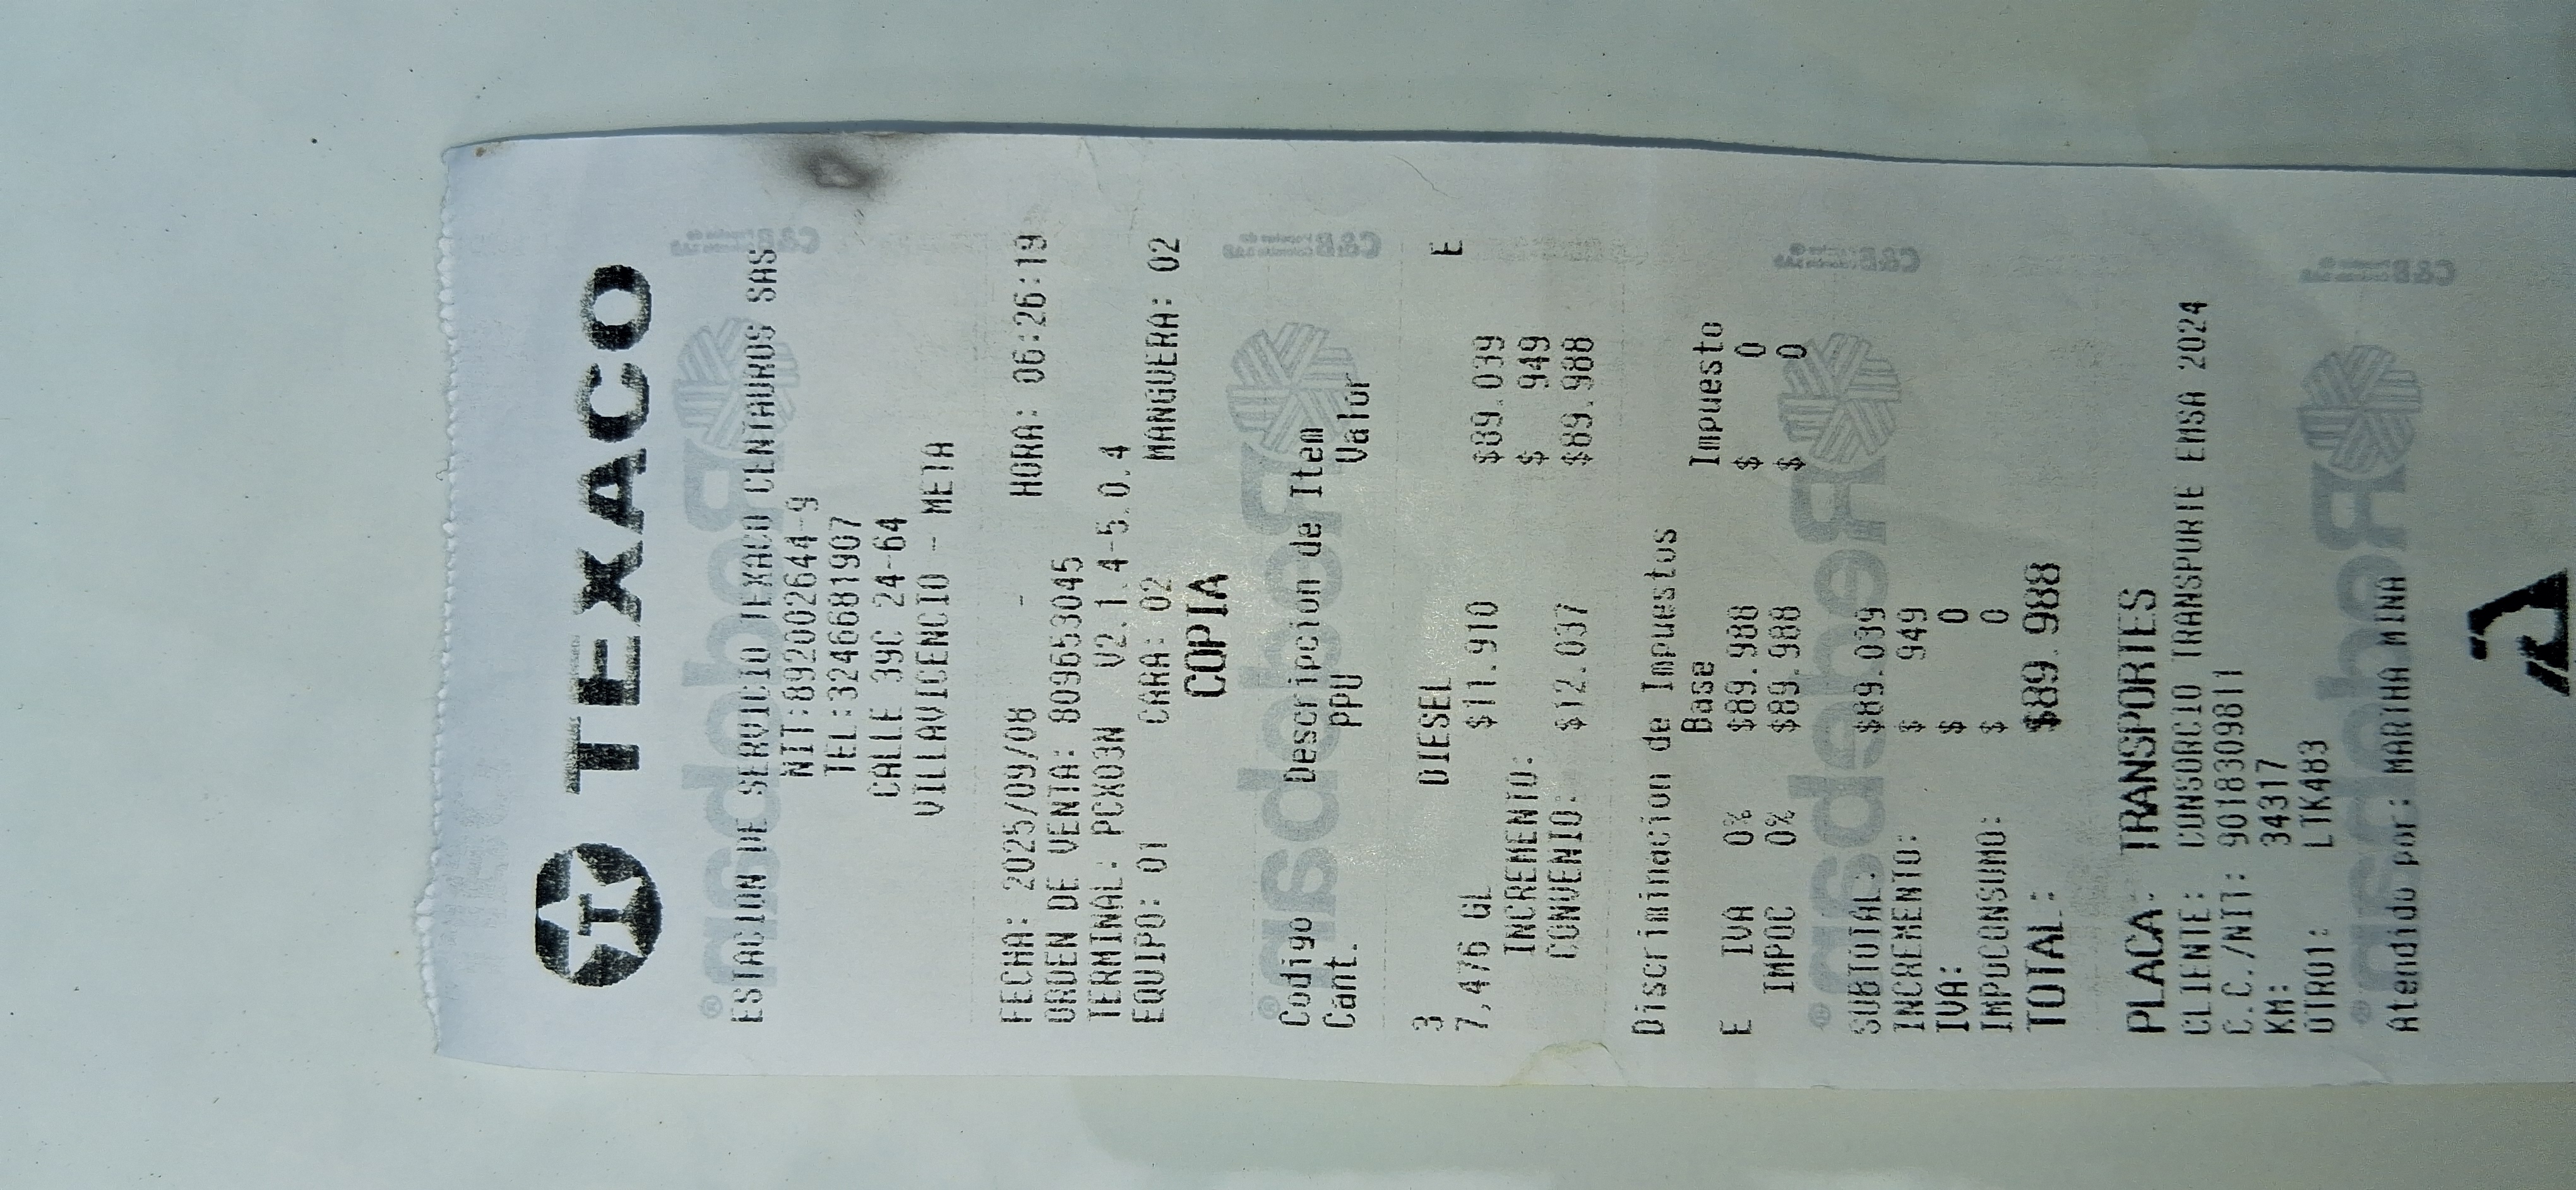 TEXACO
ESTACION DE SERVICIO TEXACO CENTAUROS SAS
NIT:892002644-9
TEL:3246681907
CALLE 39C 24-64
VILLAVICENCIO - META
-
FECHA: 2025/09/08 HORA: 06:26:19
ORDEN DE VENTA: 809653045
TERMINAL: PCX03N V2.1.4-5.0.4
EQUIPO: 01 CARA: 02 MANGUERA: 02
COPIA
Codigo Descripcion de Item
Cant. PPU Valor
3 DIESEL E
7,476 GL $11.910 $89.039
INCREMENTO: $ 949
CONVENIO: $12.037 $89.988
Discriminacion de Impuestos
Base Impuesto
E IVA 0% $89.988 $ 0
IMPOC 0% $89.988 $ 0
SUBTOTAL: $89.039
INCREMENTO: $ 949
IVA: $ 0
IMPOCONSUMO: $ 0
TOTAL: $89.988
PLACA: TRANSPORTES
CLIENTE: CONSORCIO TRANSPORTE EMSA 2024
C.C./NIT: 9018309811
KM: 34317
OTRO1: LTK483
Atendido por: MARTHA MINA